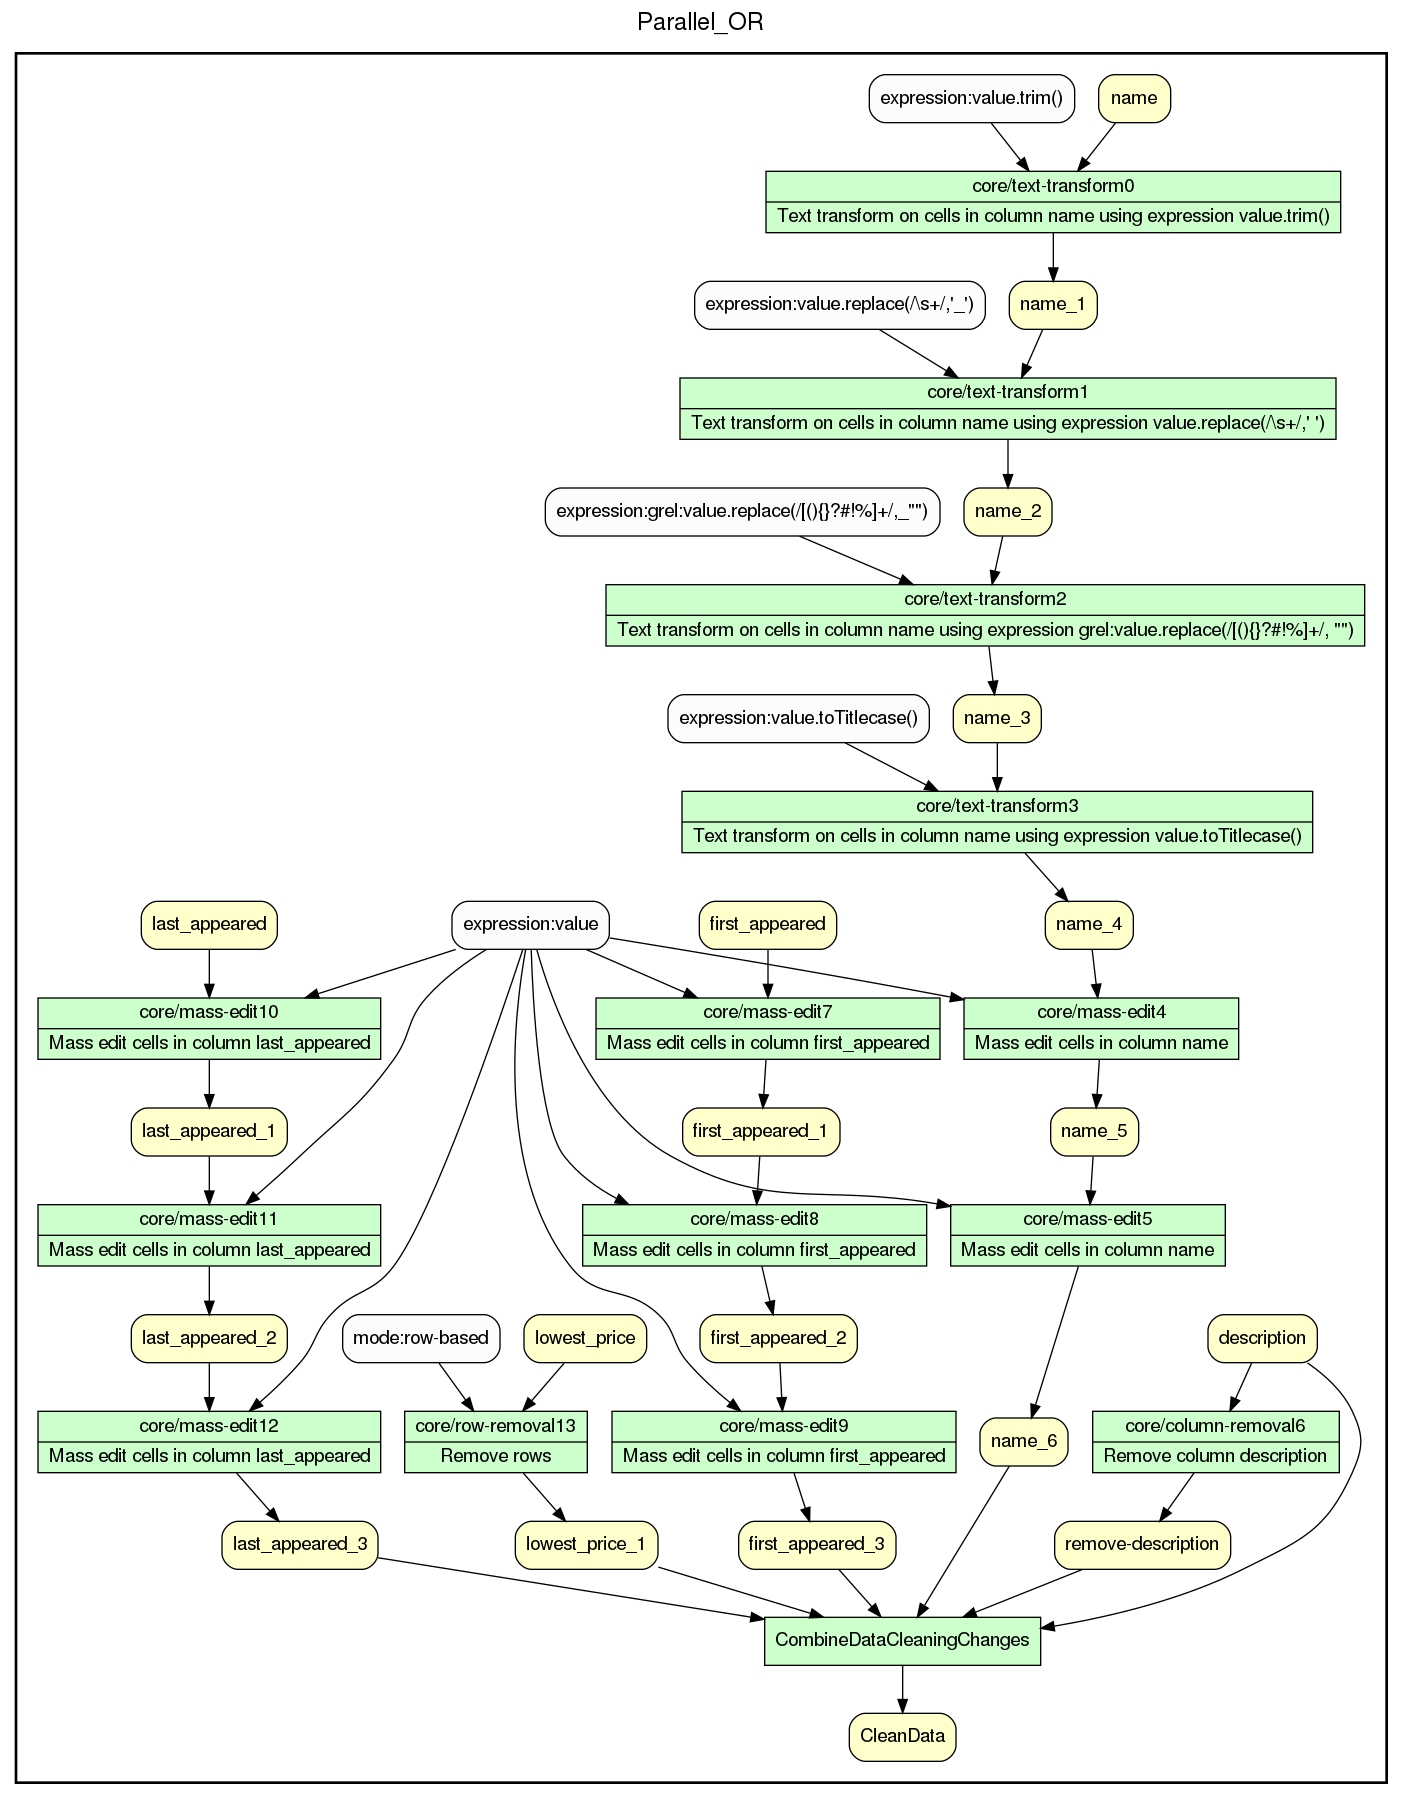 Parallel_OR
expression:value.trim()
name
core/text-transform0
Text transform on cells in column name using expression value.trim()
expression:value.replace(/\s+/,'_')
name_1
core/text-transform1
Text transform on cells in column name using expression value.replace(/\s+/,' ')
expression:grel:value.replace(/[(){}?#!%]+/,_"")
name_2
core/text-transform2
Text transform on cells in column name using expression grel:value.replace(/[(){}?#!%]+/, "")
expression:value.toTitlecase()
name_3
core/text-transform3
Text transform on cells in column name using expression value.toTitlecase()
last_appeared
expression:value
first_appeared
name_4
core/mass-edit10
Mass edit cells in column last_appeared
core/mass-edit7
Mass edit cells in column first_appeared
core/mass-edit4
Mass edit cells in column name
last_appeared_1
first_appeared_1
name_5
core/mass-edit11
Mass edit cells in column last_appeared
core/mass-edit8
Mass edit cells in column first_appeared
core/mass-edit5
Mass edit cells in column name
last_appeared_2
mode:row-based
lowest_price
first_appeared_2
description
core/mass-edit12
Mass edit cells in column last_appeared
core/row-removal13
Remove rows
core/mass-edit9
Mass edit cells in column first_appeared
name_6
core/column-removal6
Remove column description
last_appeared_3
lowest_price_1
first_appeared_3
remove-description
CombineDataCleaningChanges
CleanData